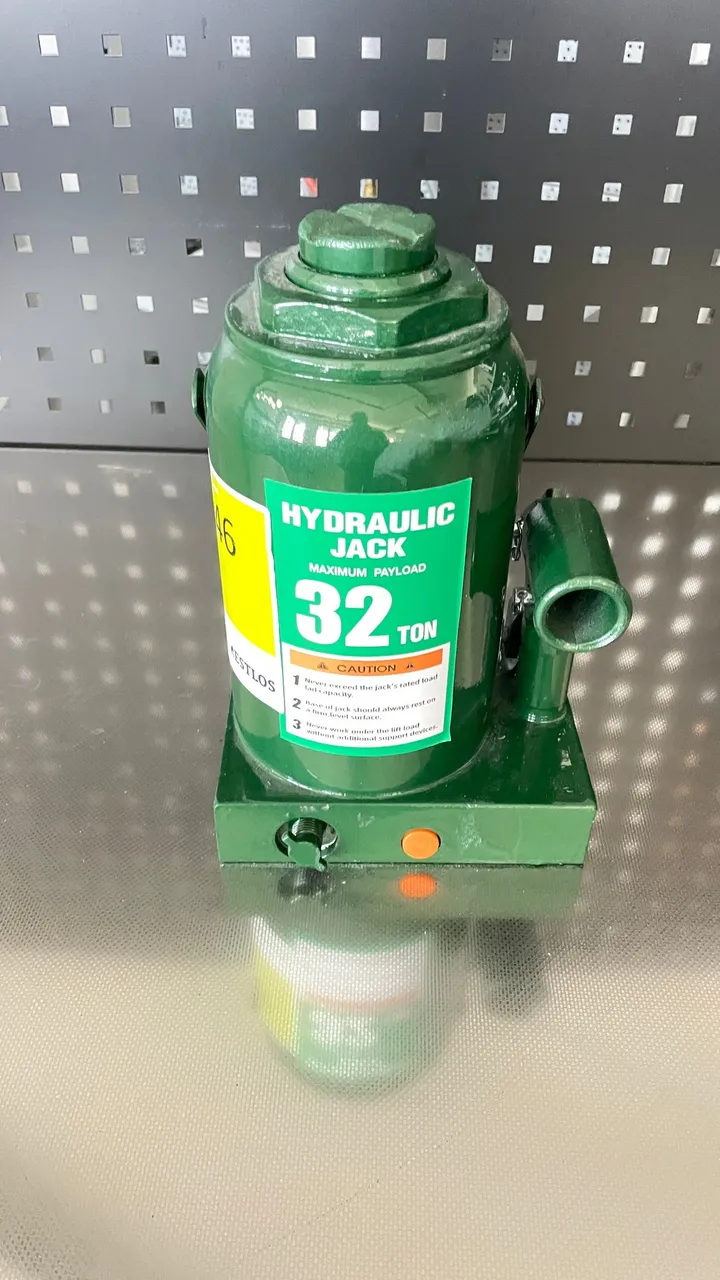 46
ESTLOS
HYDRAULIC
JACK
MAXIMUM PAYLOAD
32 TON
CAUTION
1 Never exceed the jack's rated load
capacity.
2 Base of jack should always rest on
a firm,level surface.
3 Never work under the lift load
without additional support devices.